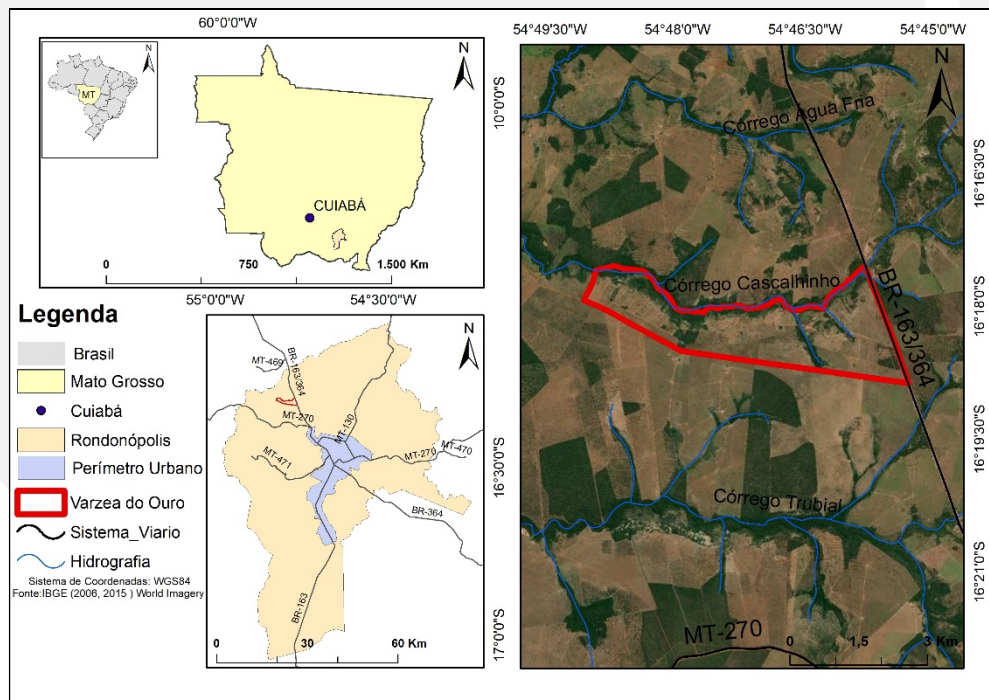 60°0'0"W
N
MT
N
CUIABÁ
10°0'0"S
0 750 1.500 Km
55°0'0"W 54°30'0"W
Legenda
Brasil
Mato Grosso
Cuiabá
Rondonópolis
Perímetro Urbano
Varzea do Ouro
Sistema_Viario
Hidrografia
Sistema de Coordenadas: WGS84
Fonte:IBGE (2006, 2015 ) World Imagery
N
MT-469
BR-163/364
MT-270
MT-130
MT-471
MT-270
MT-470
BR-364
BR-163
16°30'0"S
17°0'0"S
0 30 60 Km
54°49'30"W 54°48'0"W 54°46'30"W 54°45'0"W
N
Córrego Água Fria
16°16'30"S
Córrego Cascalhinho
BR-163/364
16°18'0"S
16°19'30"S
Córrego Trubial
16°21'0"S
MT-270
0 1,5 3 Km